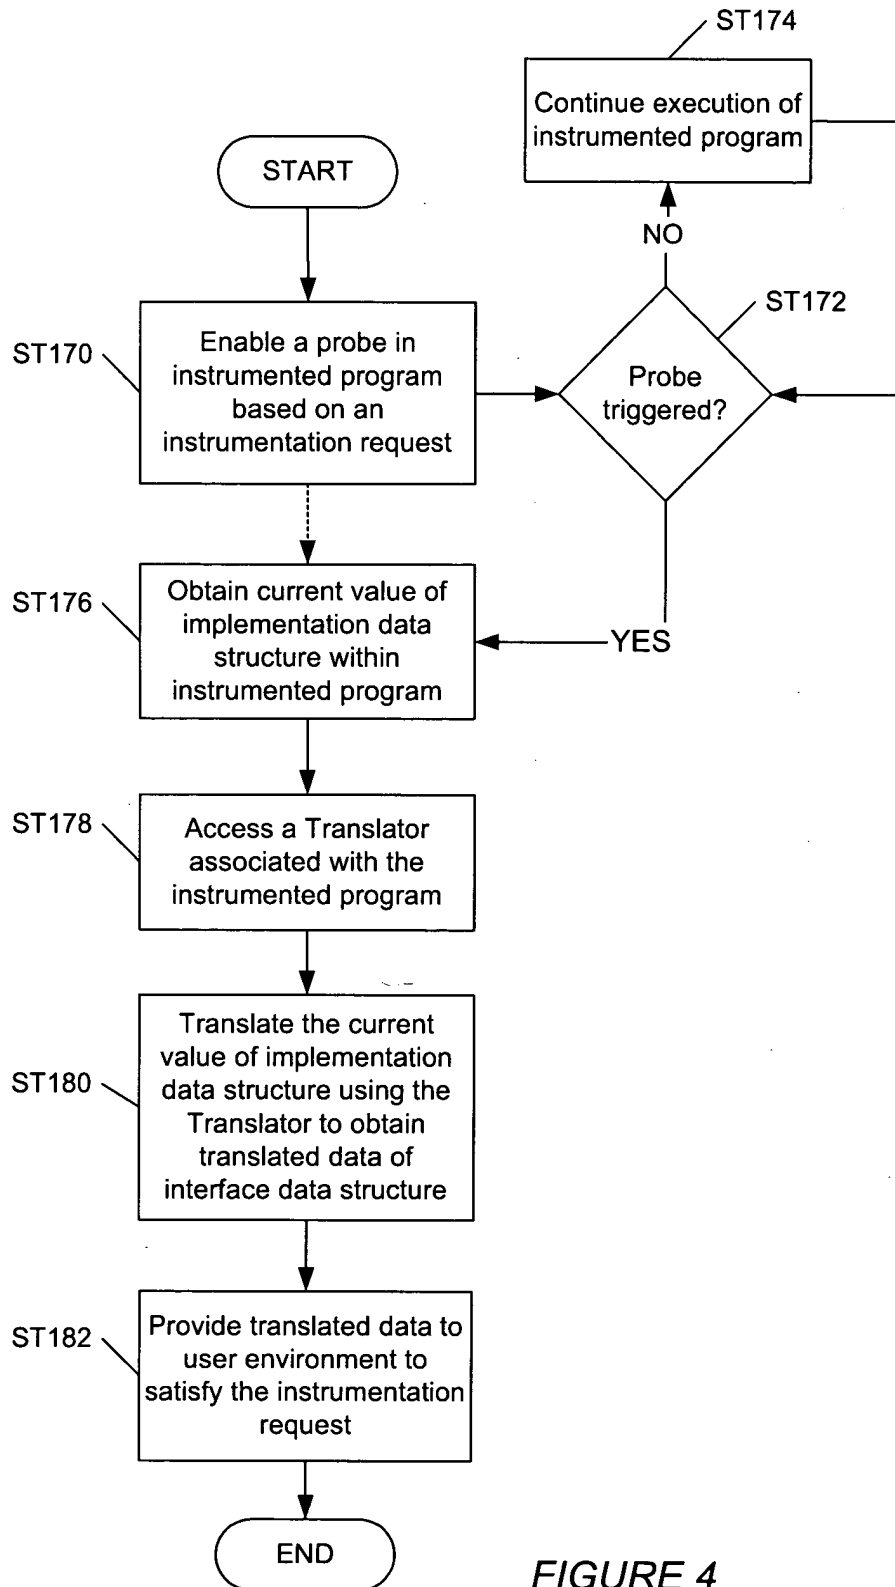 ST174
Continue execution of
instrumented program
START
NO
ST172
ST170
Enable a probe in
instrumented program
based on an
instrumentation request
Probe
triggered?
ST176
Obtain current value of
implementation data
structure within
instrumented program
YES
ST178
Access a Translator
associated with the
instrumented program
ST180
Translate the current
value of implementation
data structure using the
Translator to obtain
translated data of
interface data structure
ST182
Provide translated data to
user environment to
satisfy the instrumentation
request
END
FIGURE 4